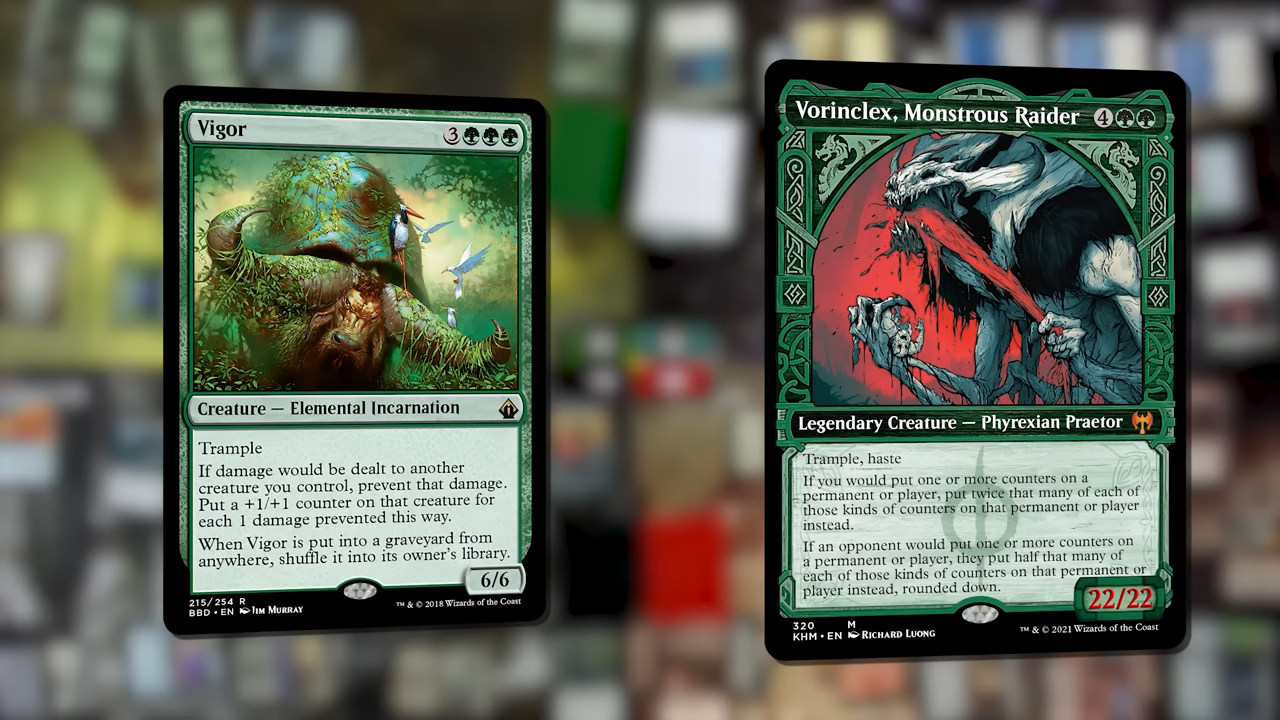 Vigor
3
Creature — Elemental Incarnation
Trample
If damage would be dealt to another
creature you control, prevent that damage.
Put a +1/+1 counter on that creature for
each 1 damage prevented this way.
When Vigor is put into a graveyard from
anywhere, shuffle it into its owner's library.
6/6
215/254 R
BBD • EN JIM MURRAY
™ & © 2018 Wizards of the Coast
Vorinclex, Monstrous Raider
4
Legendary Creature — Phyrexian Praetor
Trample, haste
If you would put one or more counters on a
permanent or player, put twice that many of each of
those kinds of counters on that permanent or player
instead.
If an opponent would put one or more counters on
a permanent or player, they put half that many of
each of those kinds of counters on that permanent or
player instead, rounded down.
22/22
320 M
KHM • EN RICHARD LUONG
™ & © 2021 Wizards of the Coast